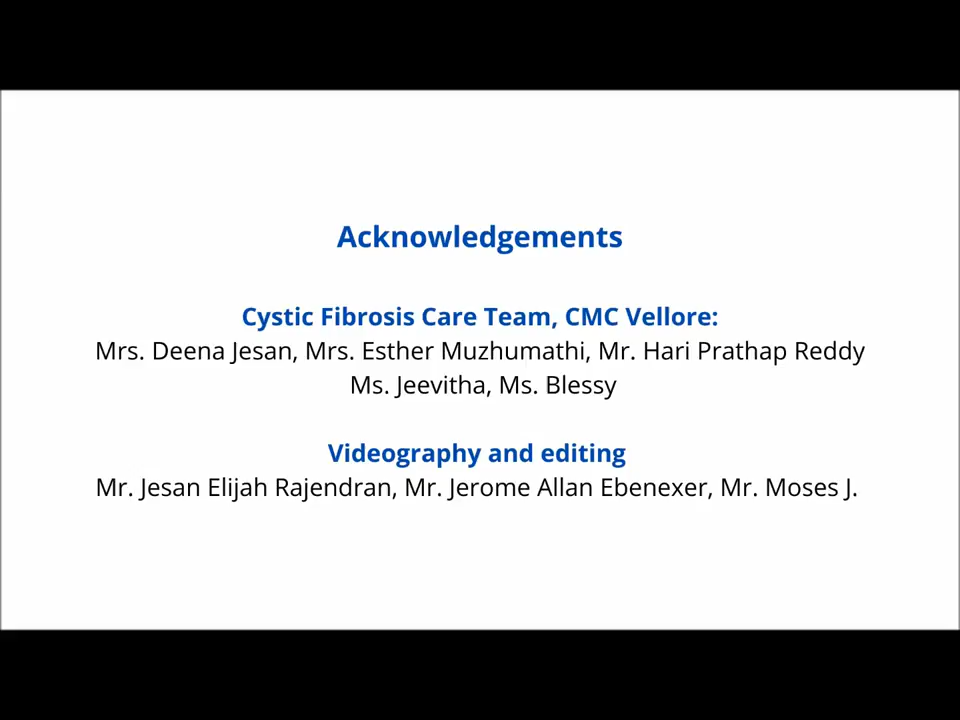 Acknowledgements
Cystic Fibrosis Care Team, CMC Vellore:
Mrs. Deena Jesan, Mrs. Esther Muzhumathi, Mr. Hari Prathap Reddy
Ms. Jeevitha, Ms. Blessy
Videography and editing
Mr. Jesan Elijah Rajendran, Mr. Jerome Allan Ebenexer, Mr. Moses J.